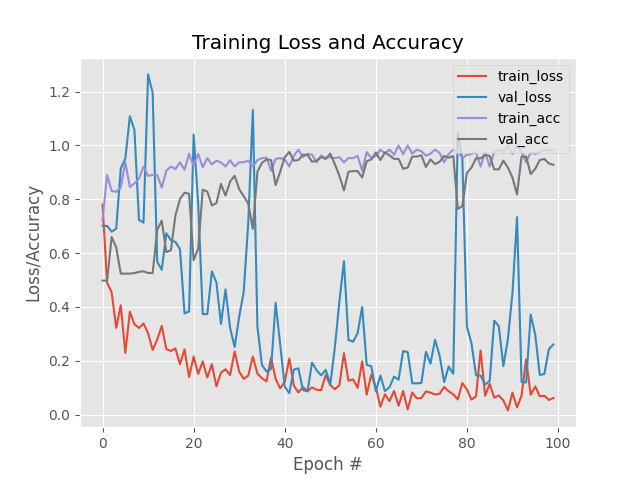 Training Loss and Accuracy
train_loss
val_loss
train_acc
val_acc
Loss/Accuracy
1.2
1.0
0.8
0.6
0.4
0.2
0.0
0 20 40 60 80 100
Epoch #